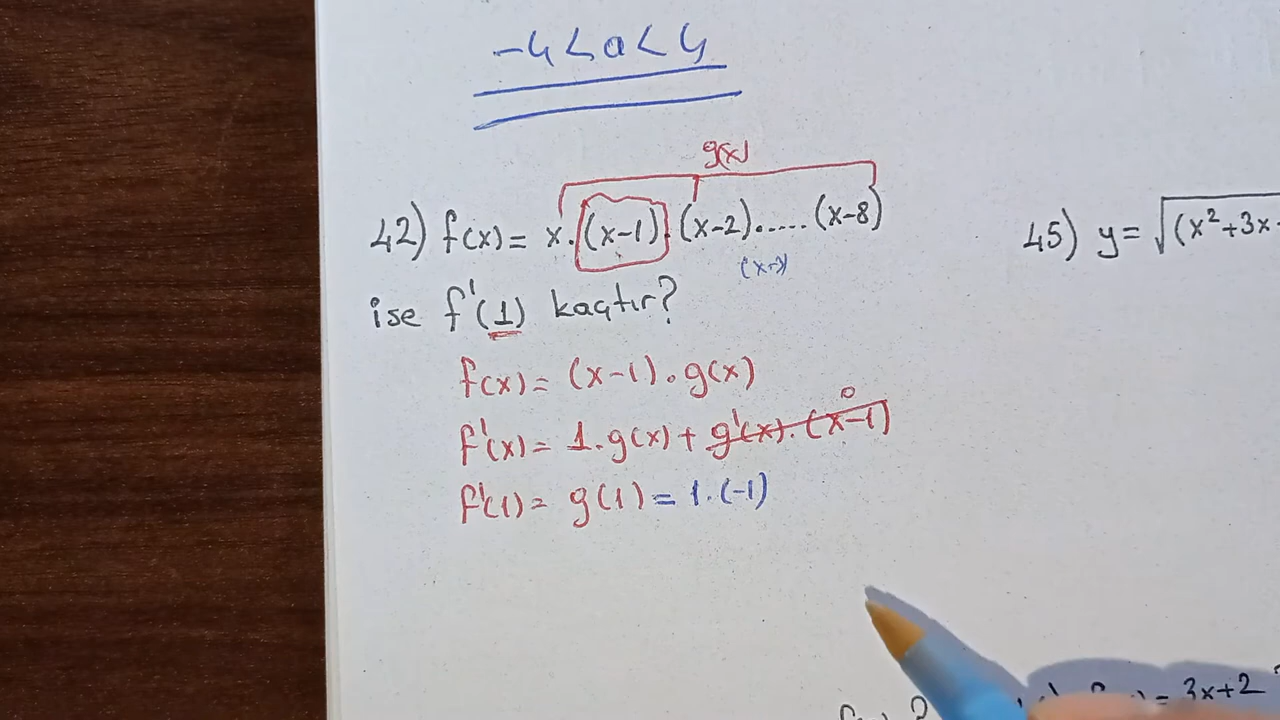 -4 < a < 4
g(x)
42) f(x) = x.(x-1).(x-2)......(x-8)
ise f'(1) kaçtır?
f(x) = (x-1).g(x)
f'(x) = 1.g(x) + g'(x).(x-1) 0
f'(1) = g(1) = 1.(-1)
45) y = √(x²+3x
= 3x+2